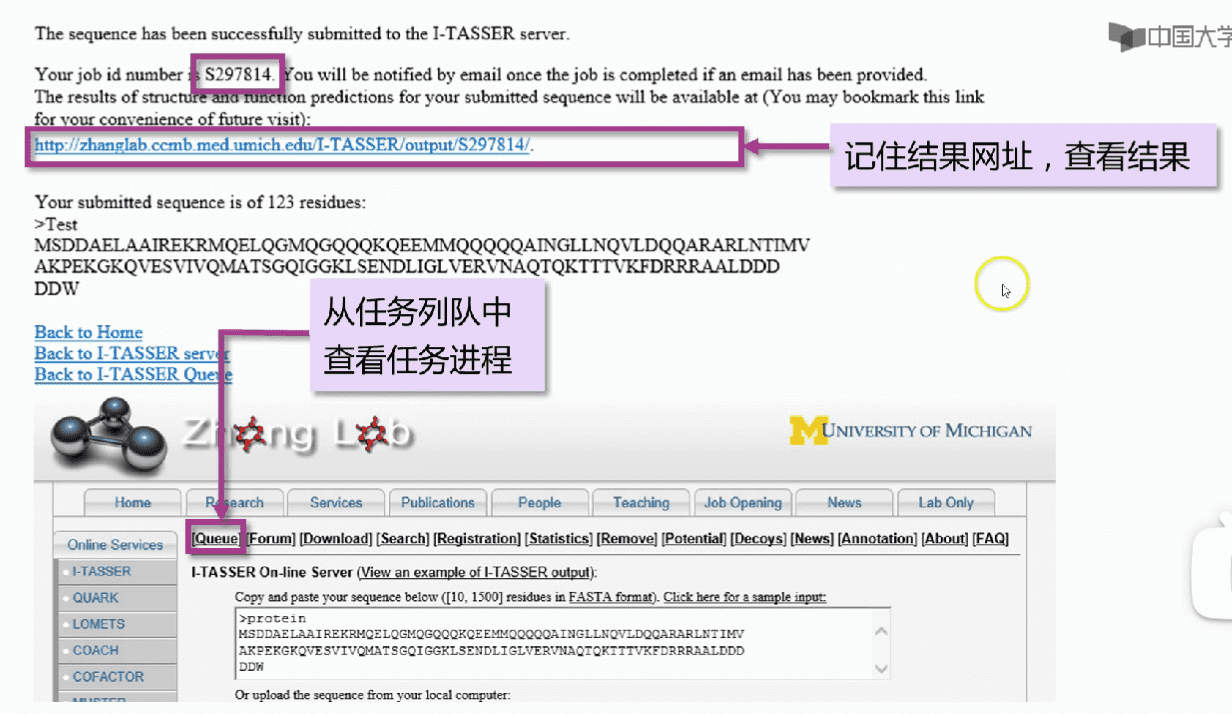 The sequence has been successfully submitted to the I-TASSER server.
中国大学
Your job id number is S297814. You will be notified by email once the job is completed if an email has been provided.
The results of structure and function predictions for your submitted sequence will be available at (You may bookmark this link
for your convenience of future visit):
http://zhanglab.ccmb.med.umich.edu/I-TASSER/output/S297814/.
记住结果网址，查看结果
Your submitted sequence is of 123 residues:
>Test
MSDDAELAAIREKRMQELQGMQGQQQKQEEMMQQQQQAINGLLNQVLDQQARARLNTIMV
AKPEKGKQVESVIVQMATSGQIGGKLSENDLIGLVERVNAQTQKTTTVKFDRRRAALDDD
DDW
从任务列队中
查看任务进程
Back to Home
Back to I-TASSER server
Back to I-TASSER Queue
Zhang Lab
UNIVERSITY OF MICHIGAN
Home Research Services Publications People Teaching Job Opening News Lab Only
Online Services
[Queue] [Forum] [Download] [Search] [Registration] [Statistics] [Remove] [Potential] [Decoys] [News] [Annotation] [About] [FAQ]
I-TASSER
QUARK
LOMETS
COACH
COFACTOR
MUSTER
I-TASSER On-line Server (View an example of I-TASSER output):
Copy and paste your sequence below ([10, 1500] residues in FASTA format). Click here for a sample input:
>protein
MSDDAELAAIREKRMQELQGMQGQQQKQEEMMQQQQQAINGLLNQVLDQQARARLNTIMV
AKPEKGKQVESVIVQMATSGQIGGKLSENDLIGLVERVNAQTQKTTTVKFDRRRAALDDD
DDW
Or upload the sequence from your local computer: